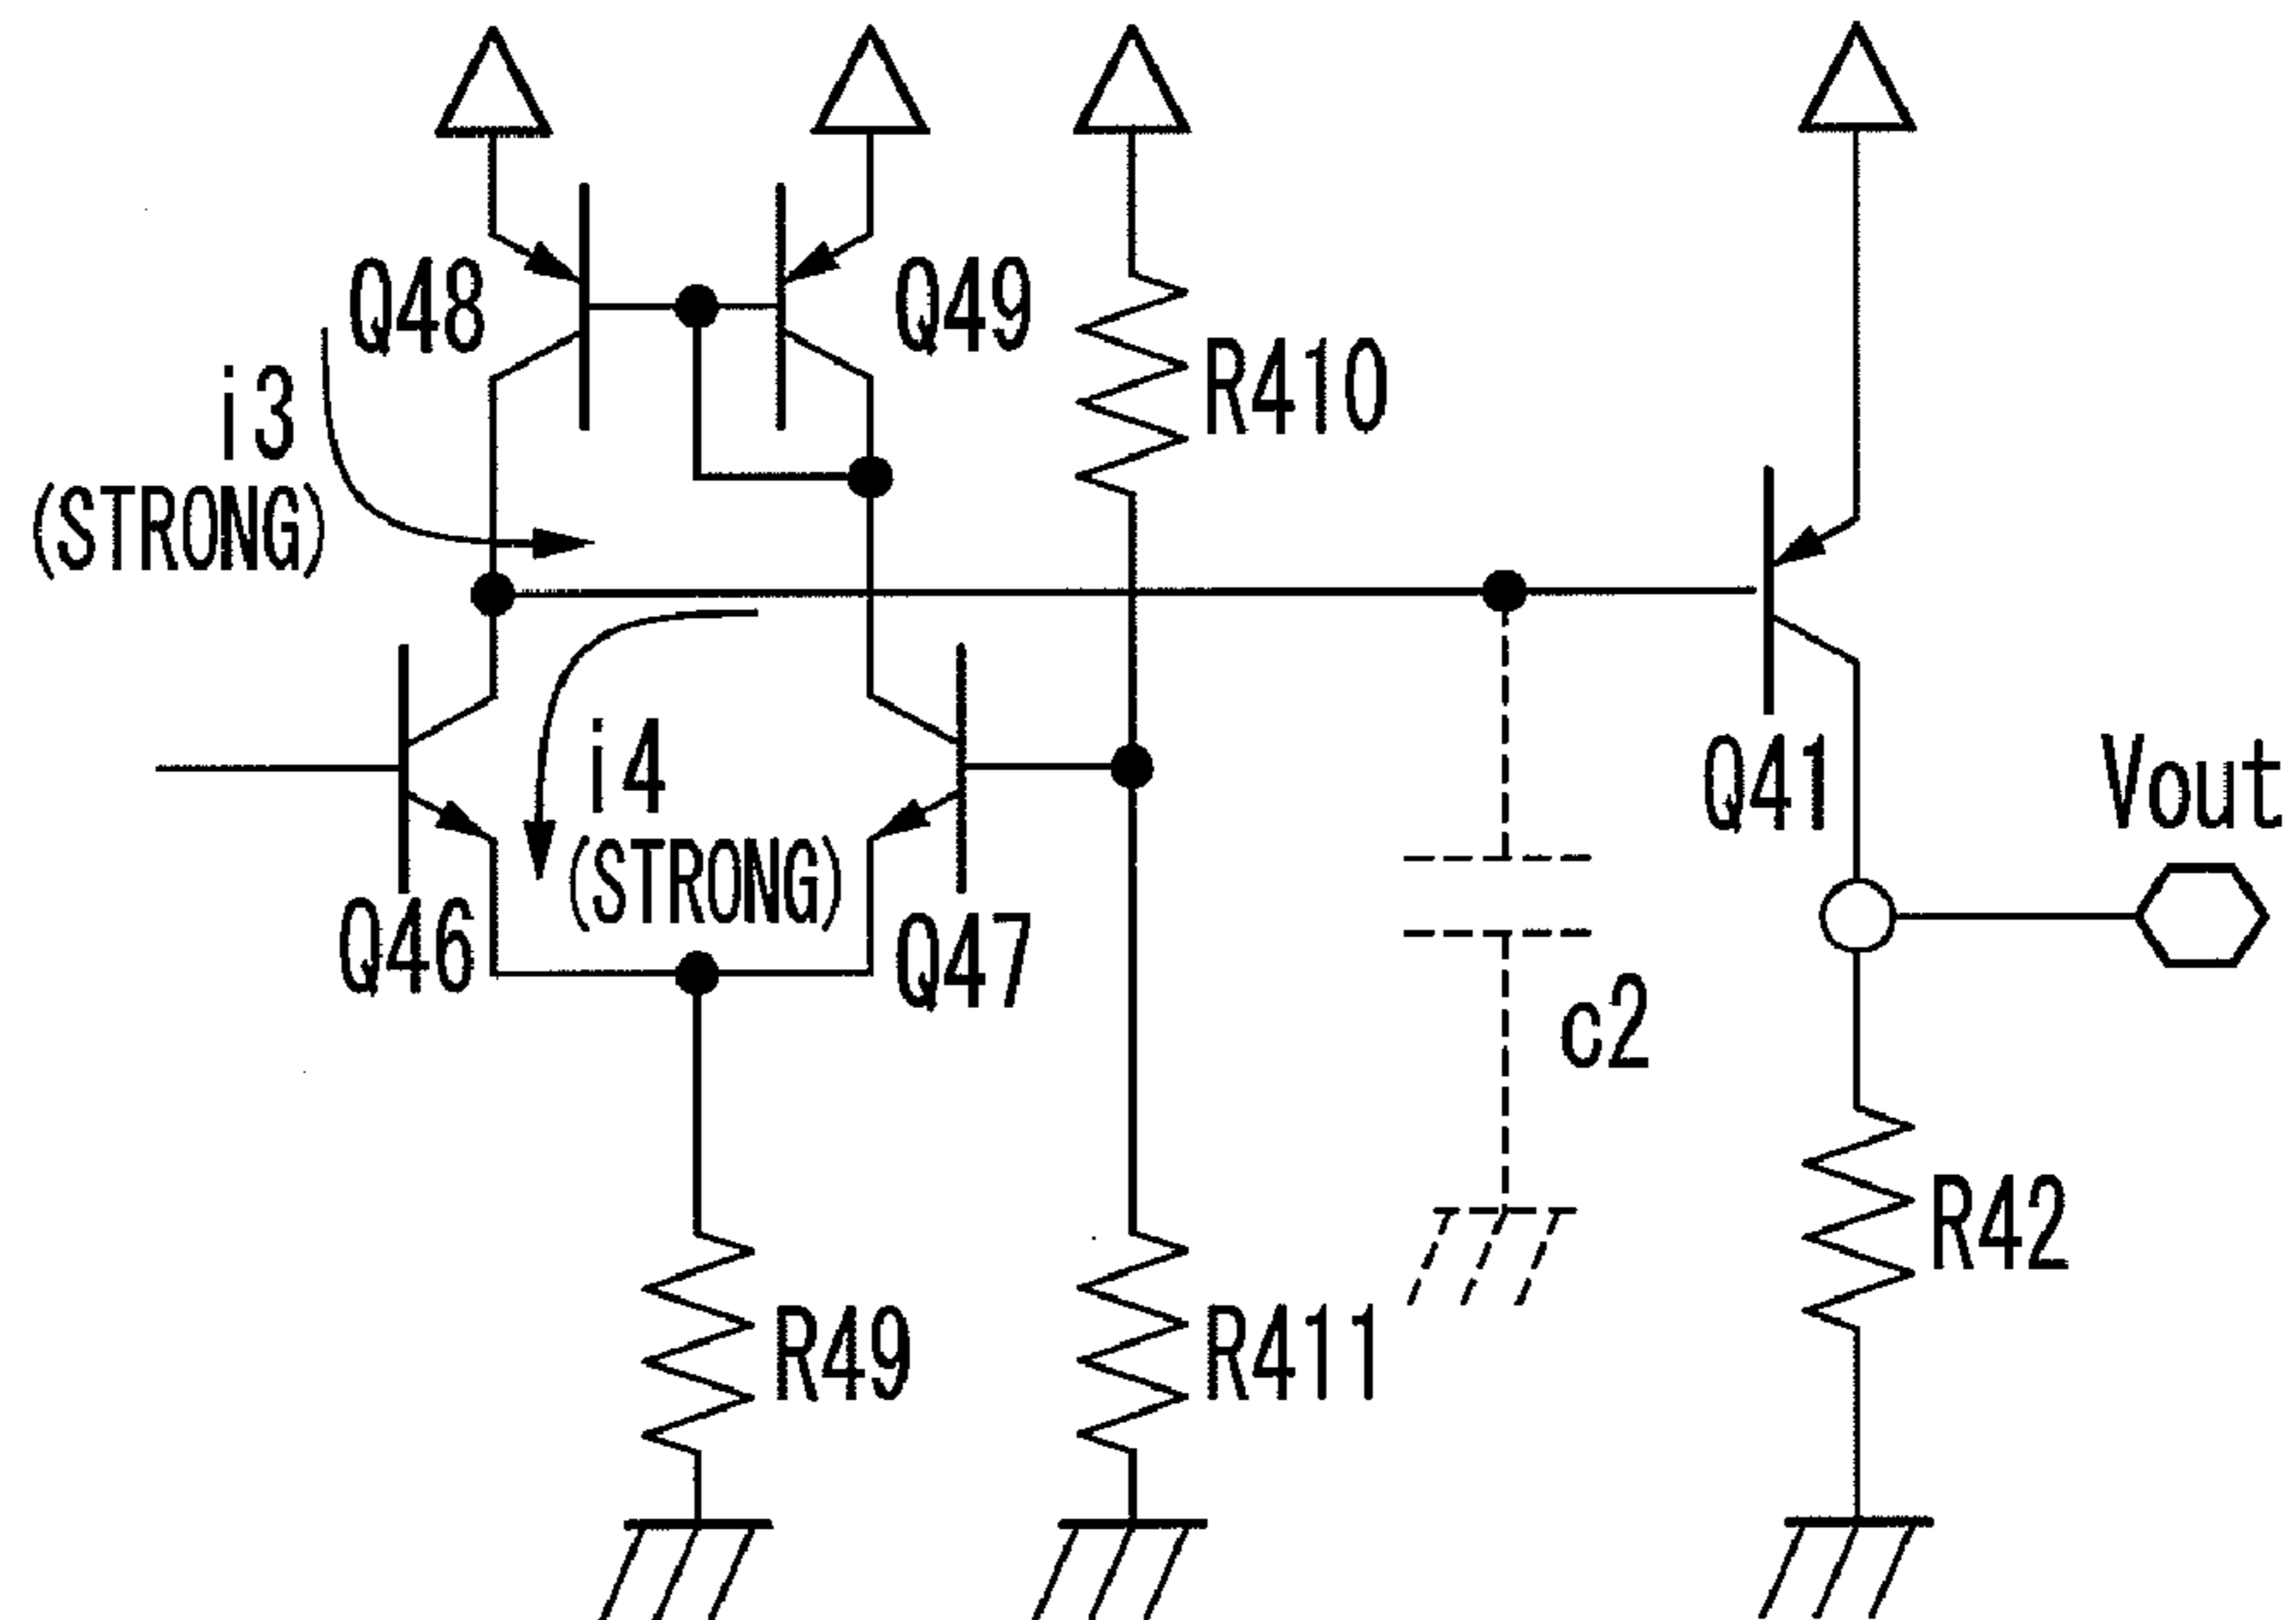 Q48
Q49
i3
(STRONG)
R410
Q41
Vout
i4
(STRONG)
Q46
Q47
c2
R42
R49
R411